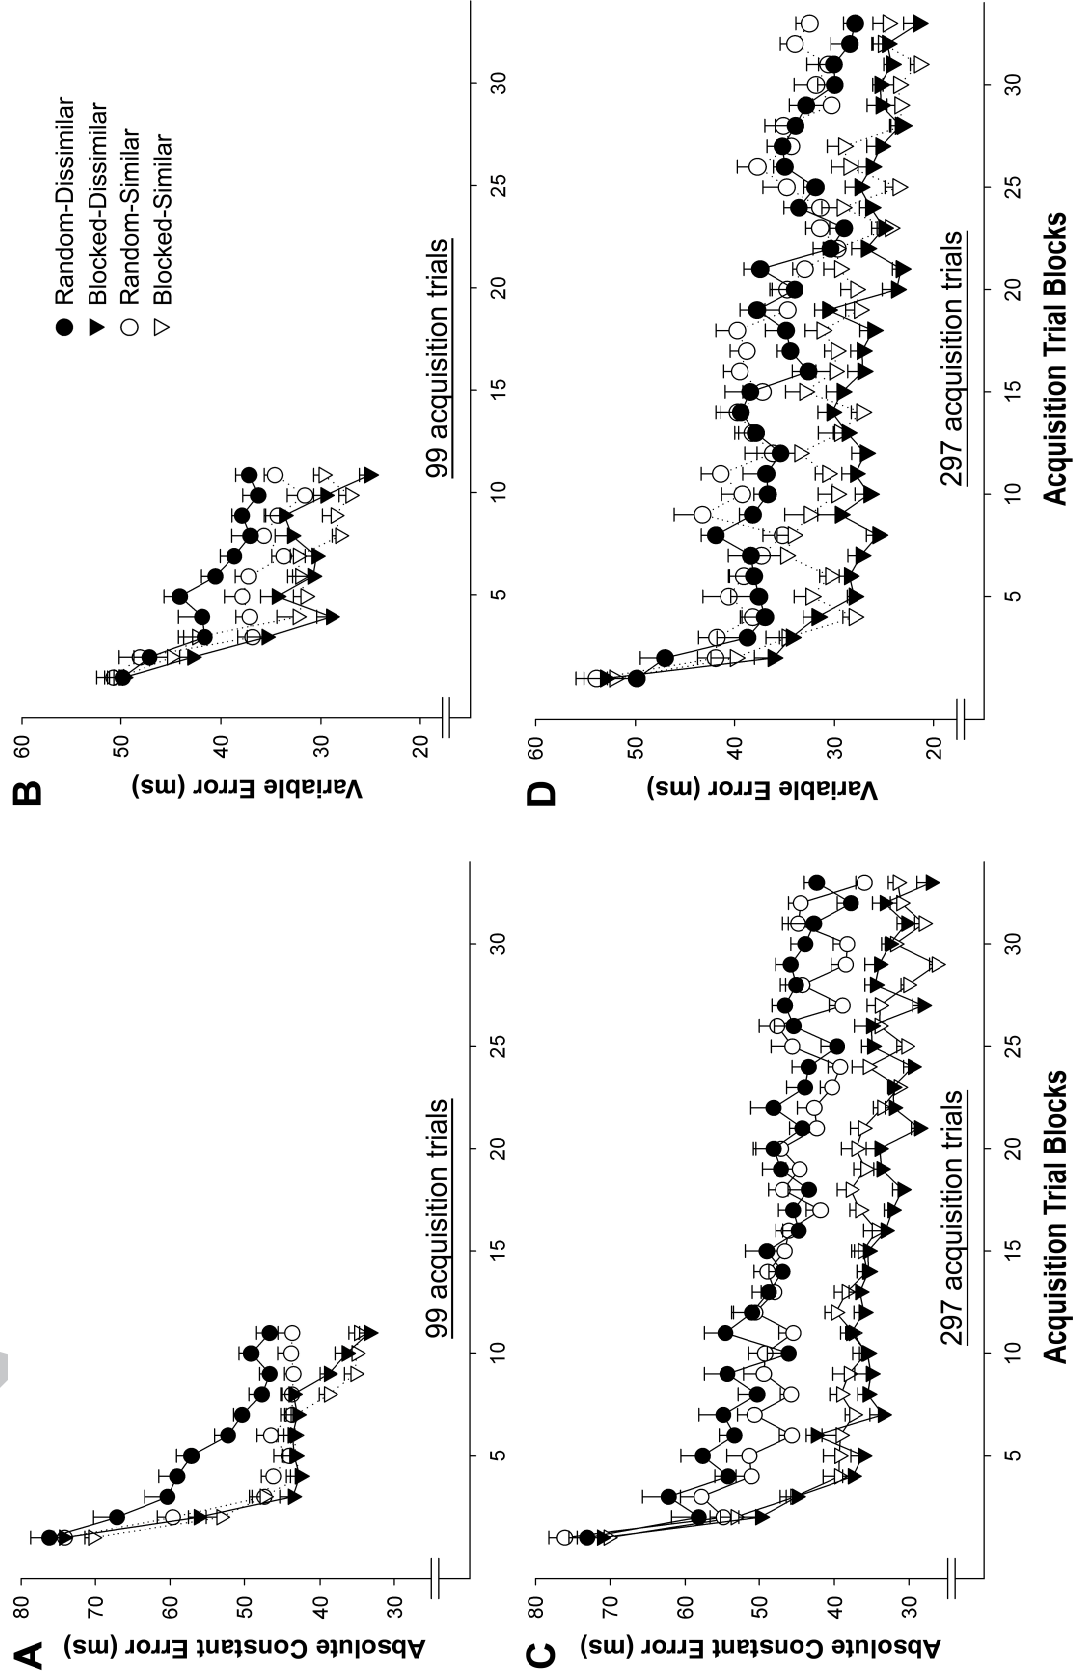 A
Absolute Constant Error (ms)
80
70
60
50
40
30
5
10
15
20
25
30
99 acquisition trials
B
Variable Error (ms)
60
50
40
30
20
5
10
15
20
25
30
99 acquisition trials
Random-Dissimilar
Blocked-Dissimilar
Random-Similar
Blocked-Similar
C
Absolute Constant Error (ms)
80
70
60
50
40
30
5
10
15
20
25
30
297 acquisition trials
Acquisition Trial Blocks
D
Variable Error (ms)
60
50
40
30
20
5
10
15
20
25
30
297 acquisition trials
Acquisition Trial Blocks